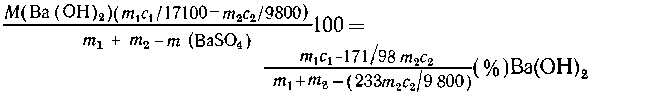 M(Ba(OH)₂)(m₁c₁/17100−m₂c₂/9800)
———————————————— 100 =
m₁ + m₂ − m (BaSO₄)
m₁c₁−171/98 m₂c₂
———————————————— (%)Ba(OH)₂
m₁+m₂ − (233m₂c₂/9 800)